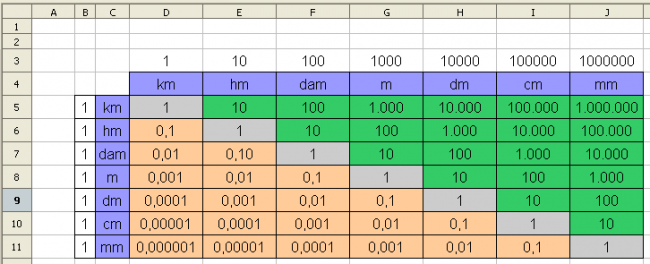 A B C D E F G H I J
1
2
3 1 10 100 1000 10000 100000 1000000
4 km hm dam m dm cm mm
5 1 km 1 10 100 1.000 10.000 100.000 1.000.000
6 1 hm 0,1 1 10 100 1.000 10.000 100.000
7 1 dam 0,01 0,10 1 10 100 1.000 10.000
8 1 m 0,001 0,01 0,1 1 10 100 1.000
9 1 dm 0,0001 0,001 0,01 0,1 1 10 100
10 1 cm 0,00001 0,0001 0,001 0,01 0,1 1 10
11 1 mm 0,000001 0,00001 0,0001 0,001 0,01 0,1 1